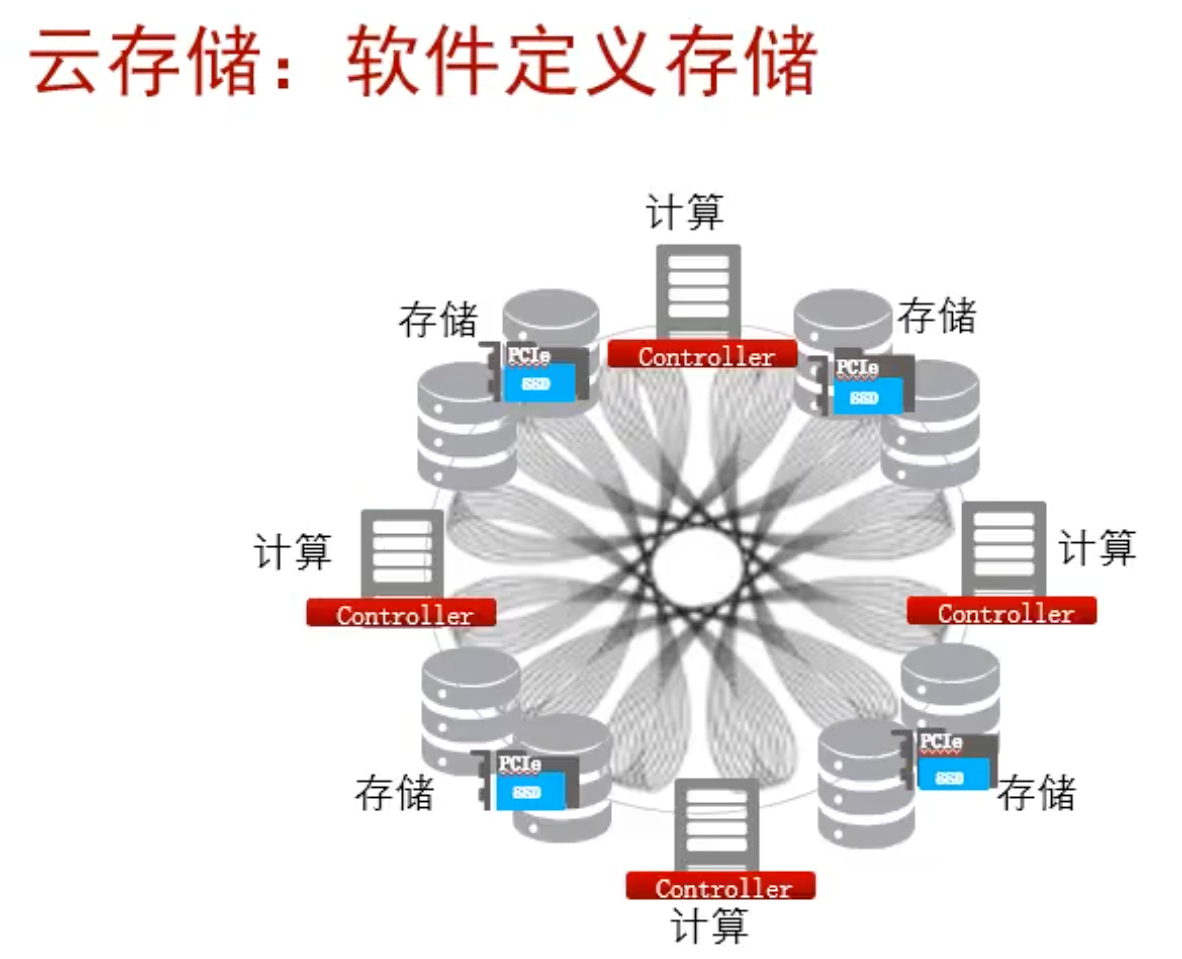 云存储：软件定义存储
计算
存储
存储
PCIe
SSD
Controller
PCIe
SSD
计算
计算
Controller
Controller
PCIe
SSD
PCIe
SSD
存储
存储
Controller
计算